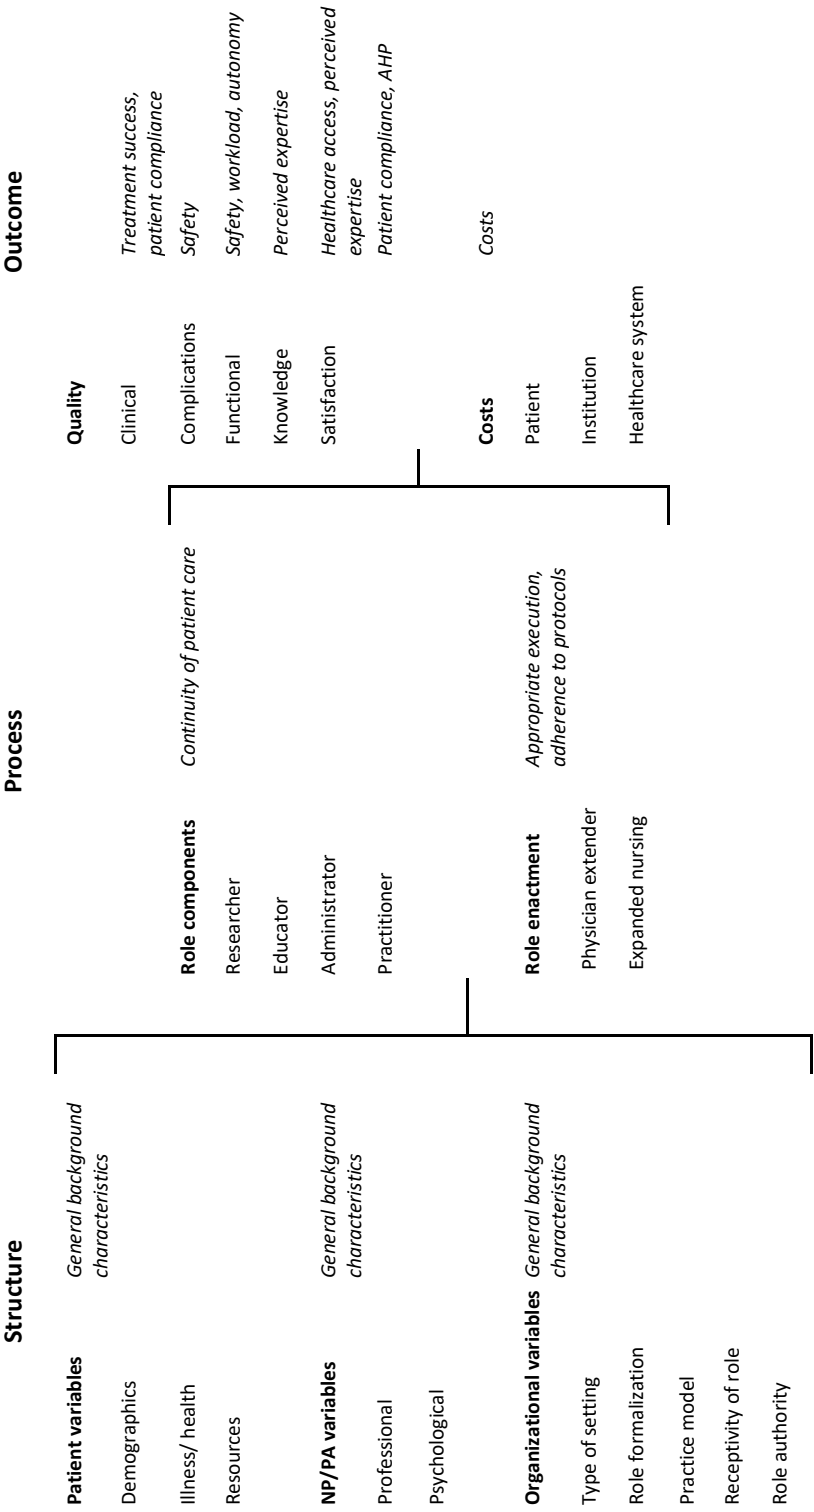 Structure
Patient variables
General background
characteristics
Demographics
Illness/ health
Resources
NP/PA variables
General background
characteristics
Professional
Psychological
Organizational variables
General background
characteristics
Type of setting
Role formalization
Practice model
Receptivity of role
Role authority
Process
Role components
Continuity of patient care
Researcher
Educator
Administrator
Practitioner
Role enactment
Appropriate execution,
adherence to protocols
Physician extender
Expanded nursing
Outcome
Quality
Clinical
Treatment success,
patient compliance
Complications
Safety
Functional
Safety, workload, autonomy
Knowledge
Perceived expertise
Satisfaction
Healthcare access, perceived
expertise
Patient compliance, AHP
Costs
Costs
Patient
Institution
Healthcare system